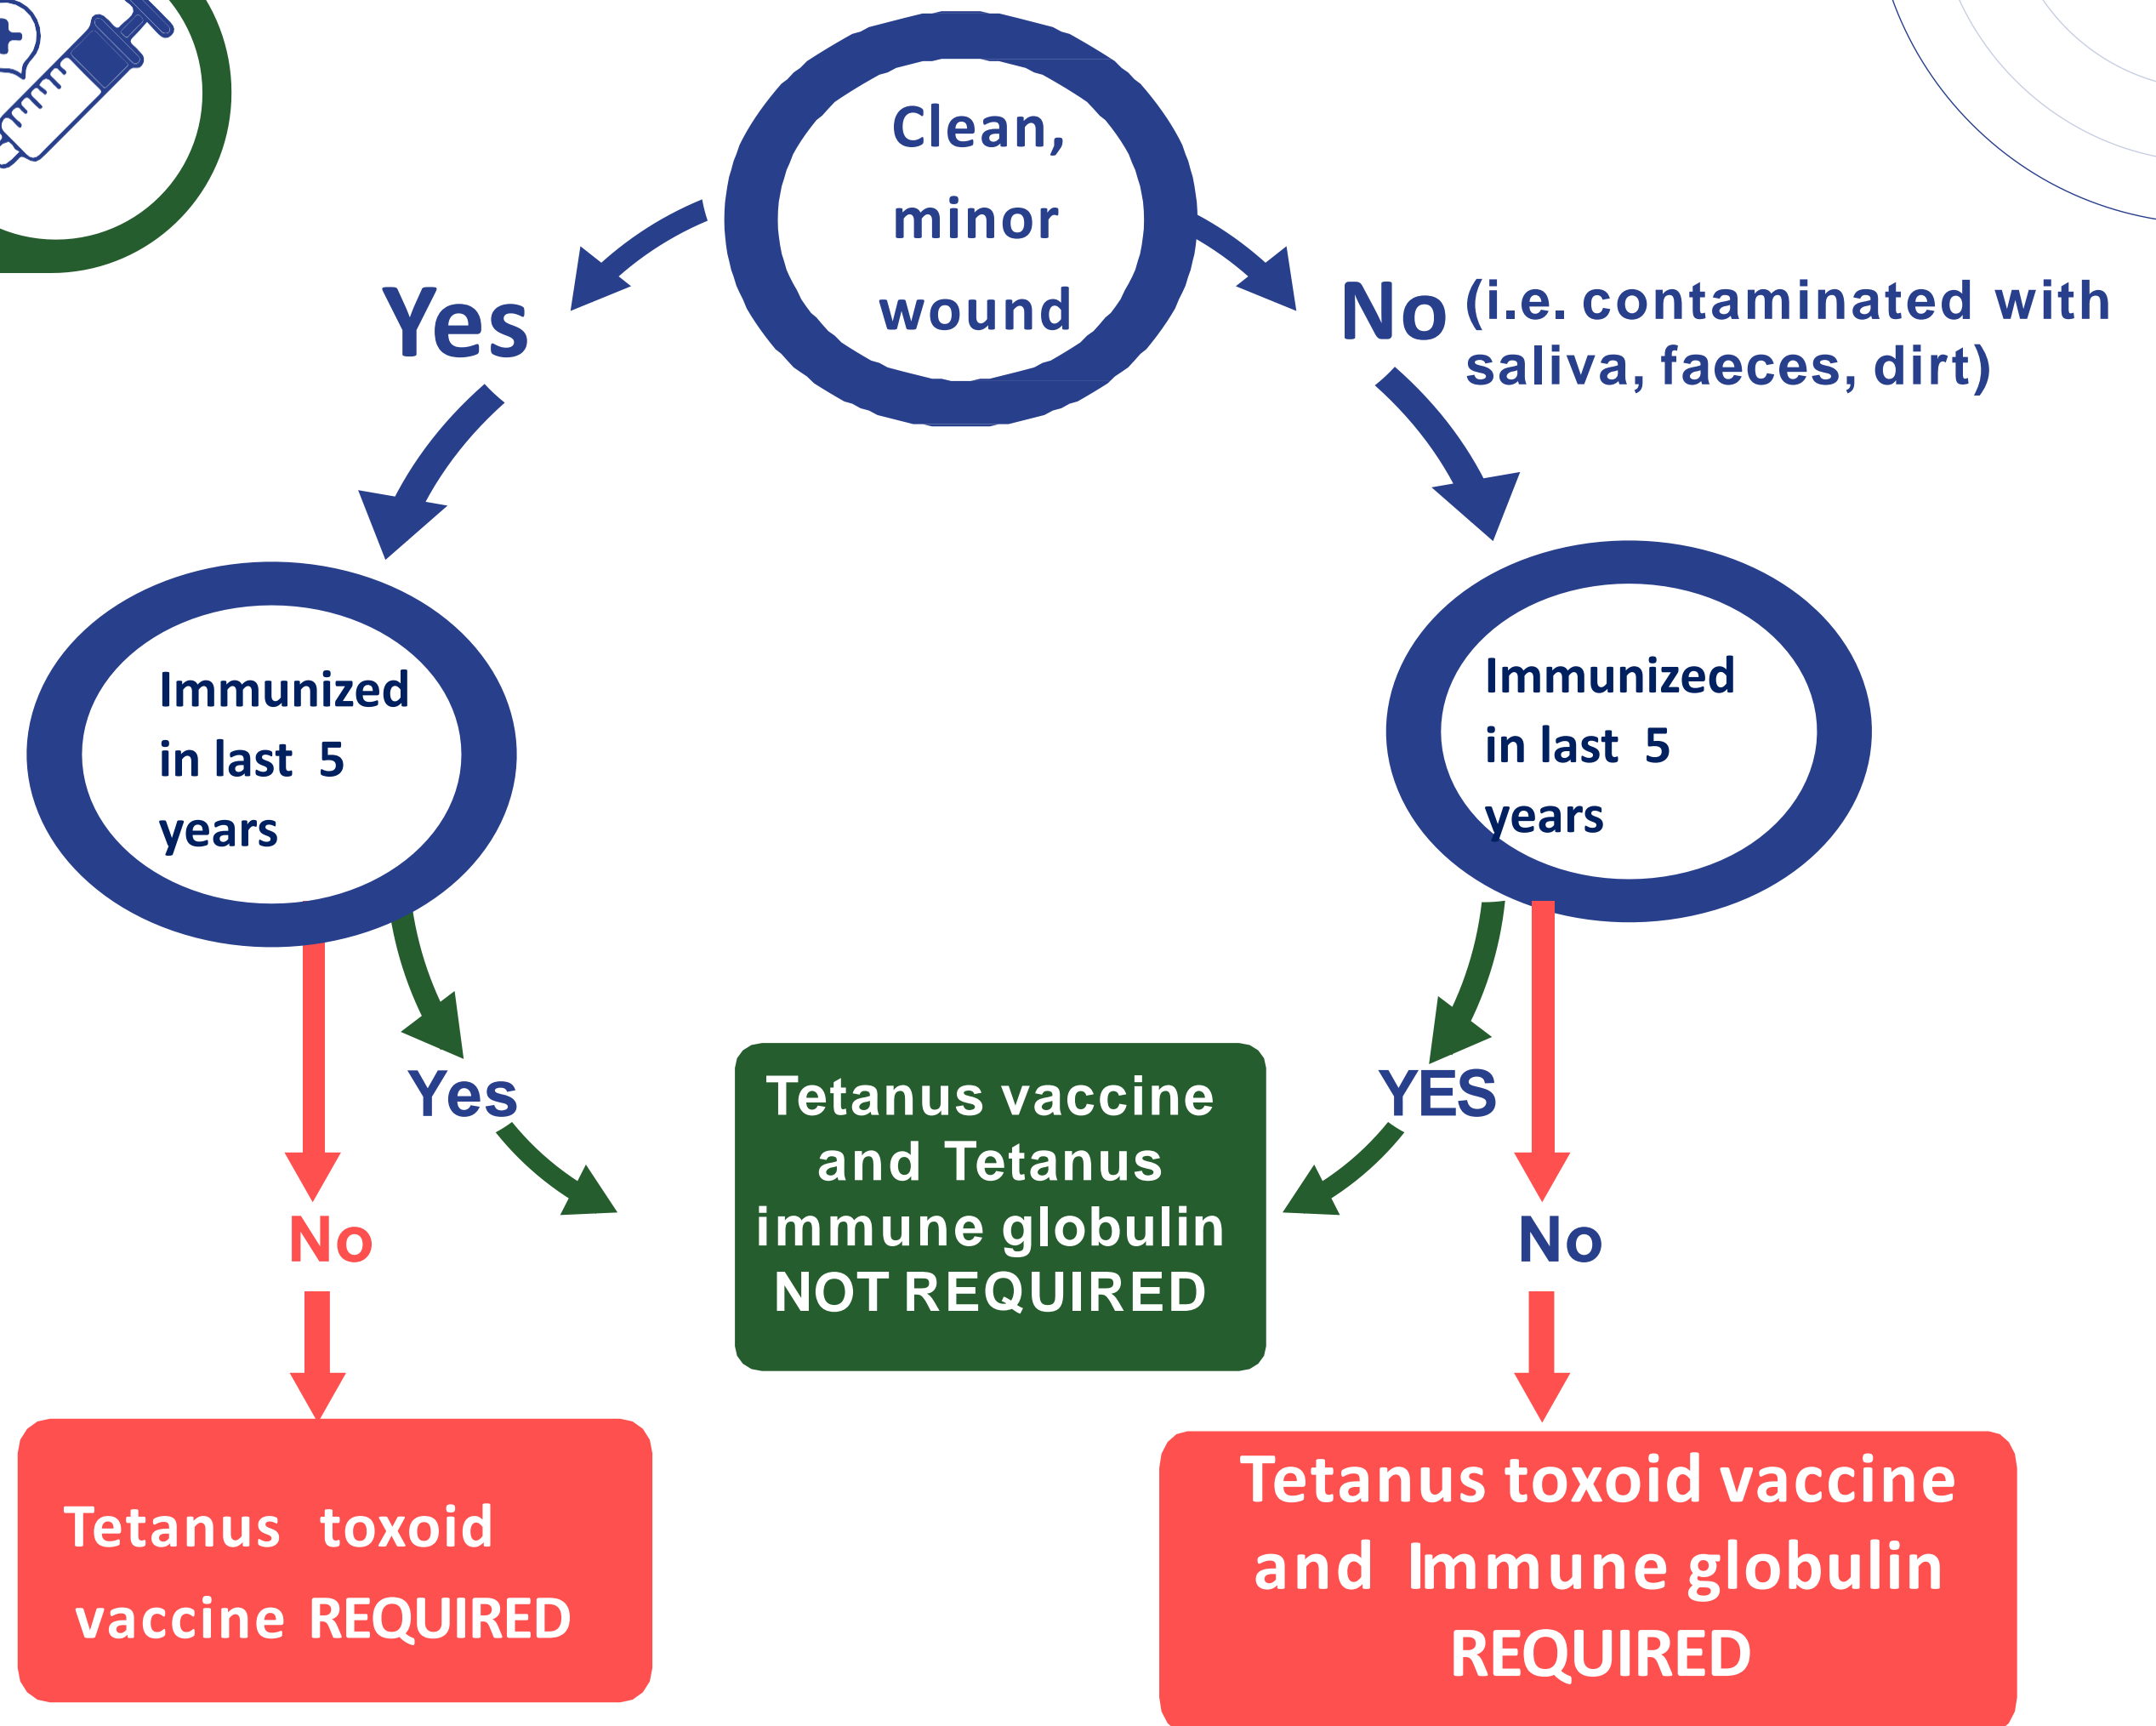 Clean,
minor
wound
Yes
No (i.e. contaminated with
saliva, faeces, dirt)
Immunized
in last 5
years
Immunized
in last 5
years
Yes
YES
No
No
Tetanus vaccine
and Tetanus
immune globulin
NOT REQUIRED
Tetanus toxoid
vaccine REQUIRED
Tetanus toxoid vaccine
and Immune globulin
REQUIRED